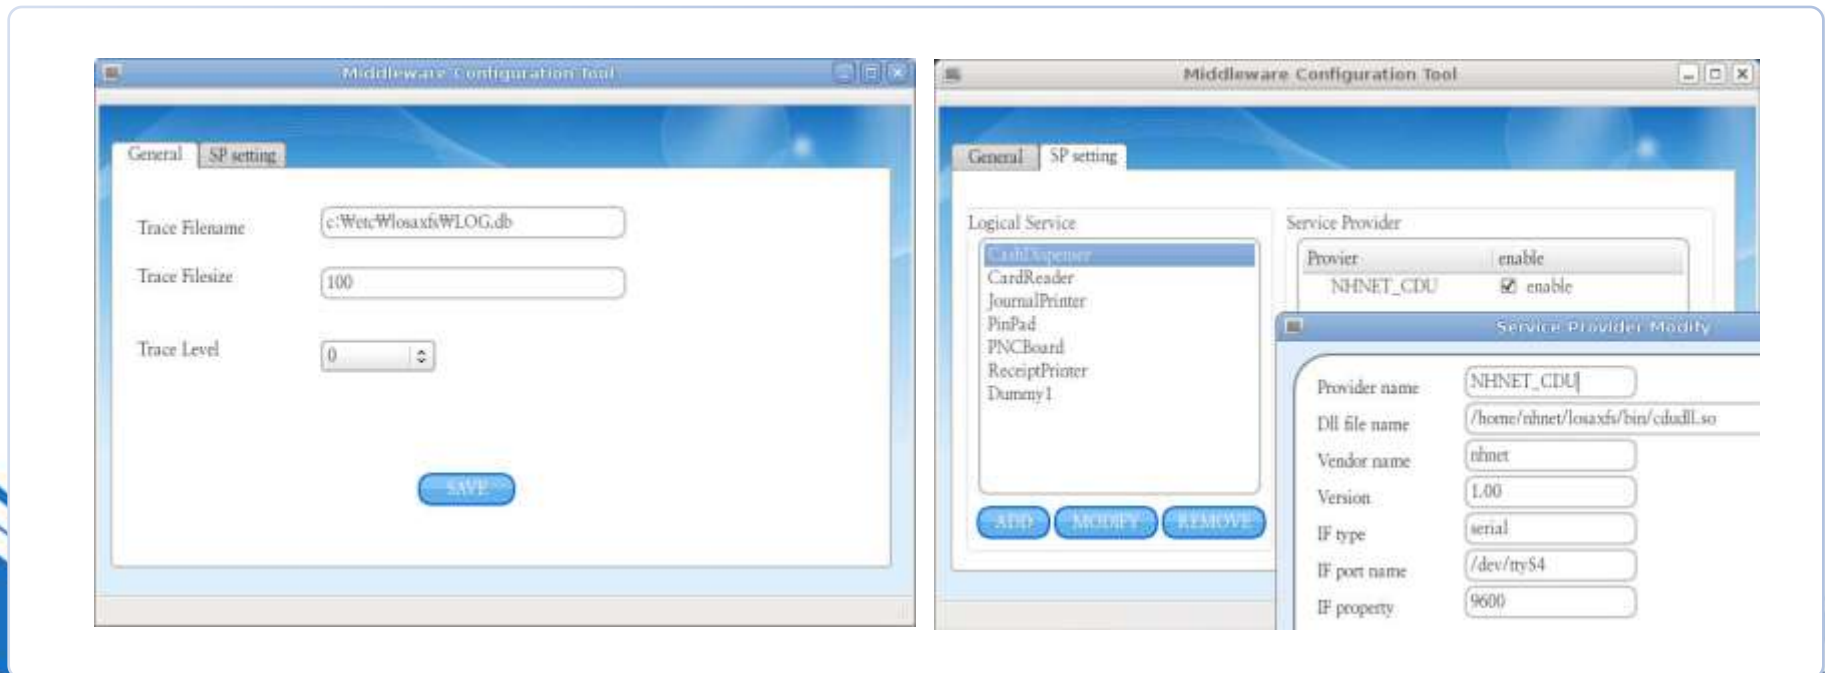 Middleware Configuration Tool
General
SP setting
Trace Filename
c:₩etc₩losaxfs₩LOG.db
Trace Filesize
100
Trace Level
0
SAVE
Middleware Configuration Tool
General
SP setting
Logical Service
CashDispenser
CardReader
JournalPrinter
PinPad
PNCBoard
ReceiptPrinter
Dummy1
ADD
MODIFY
REMOVE
Service Provider
Provier
enable
NHNET_CDU
enable
Service Provider Modify
Provider name
NHNET_CDU
Dll file name
/home/nhnet/losaxfs/bin/cdudll.so
Vendor name
nhnet
Version
1.00
IF type
serial
IF port name
/dev/ttyS4
IF property
9600